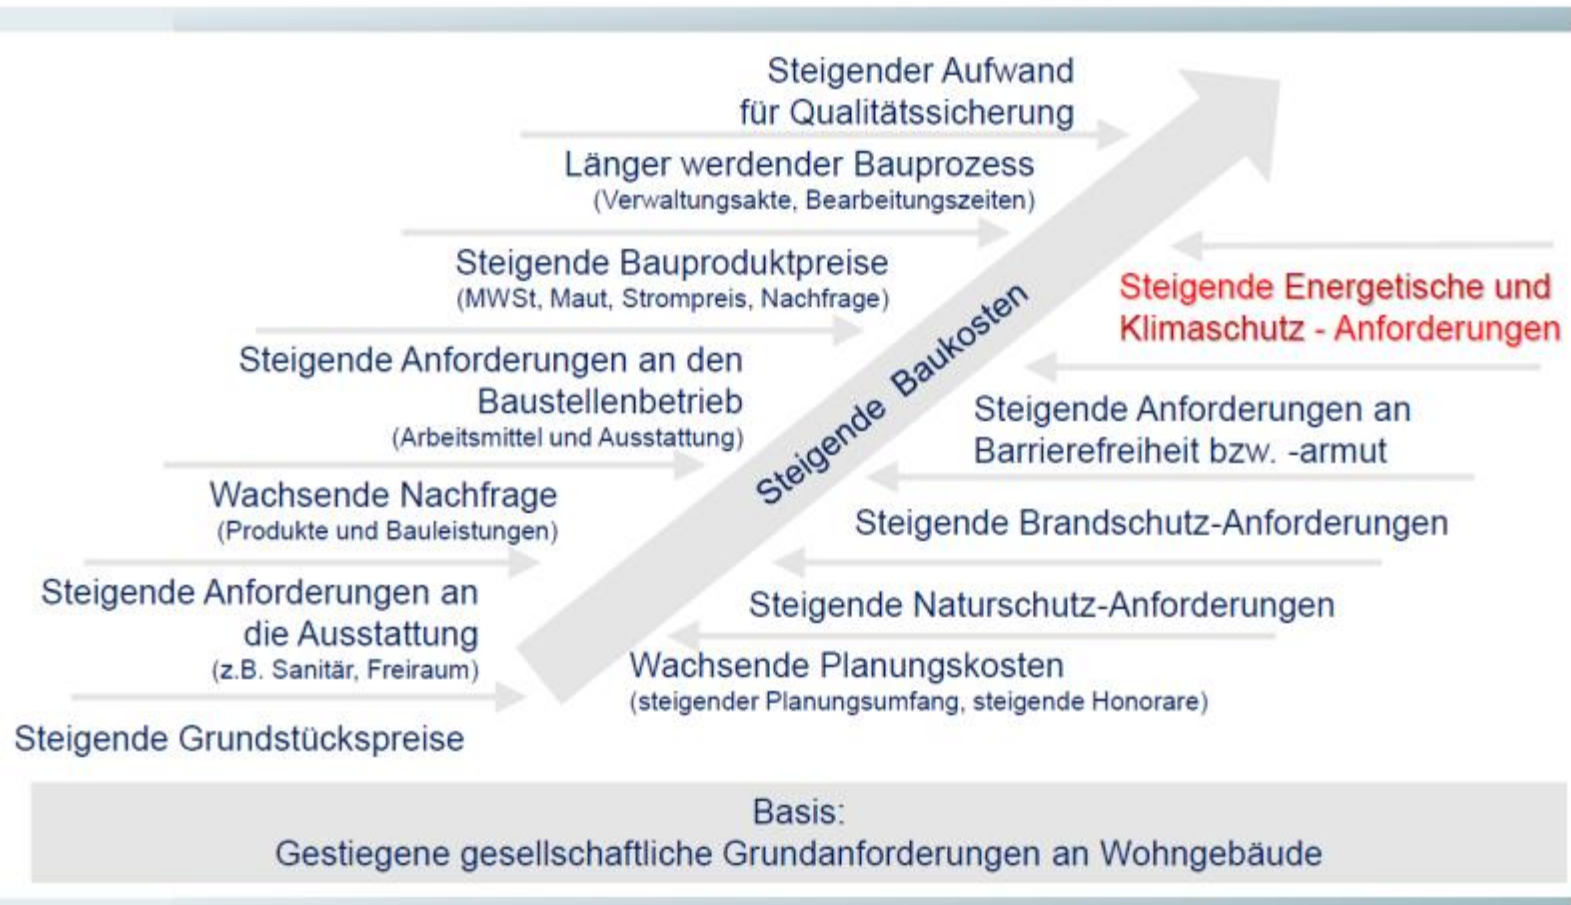 Steigender Aufwand
für Qualitätssicherung
Länger werdender Bauprozess
(Verwaltungsakte, Bearbeitungszeiten)
Steigende Bauproduktpreise
(MWSt, Maut, Strompreis, Nachfrage)
Steigende Anforderungen an den
Baustellenbetrieb
(Arbeitsmittel und Ausstattung)
Wachsende Nachfrage
(Produkte und Bauleistungen)
Steigende Anforderungen an
die Ausstattung
(z.B. Sanitär, Freiraum)
Steigende Grundstückspreise
Steigende Baukosten
Steigende Energetische und
Klimaschutz - Anforderungen
Steigende Anforderungen an
Barrierefreiheit bzw. -armut
Steigende Brandschutz-Anforderungen
Steigende Naturschutz-Anforderungen
Wachsende Planungskosten
(steigender Planungsumfang, steigende Honorare)
Basis:
Gestiegene gesellschaftliche Grundanforderungen an Wohngebäude